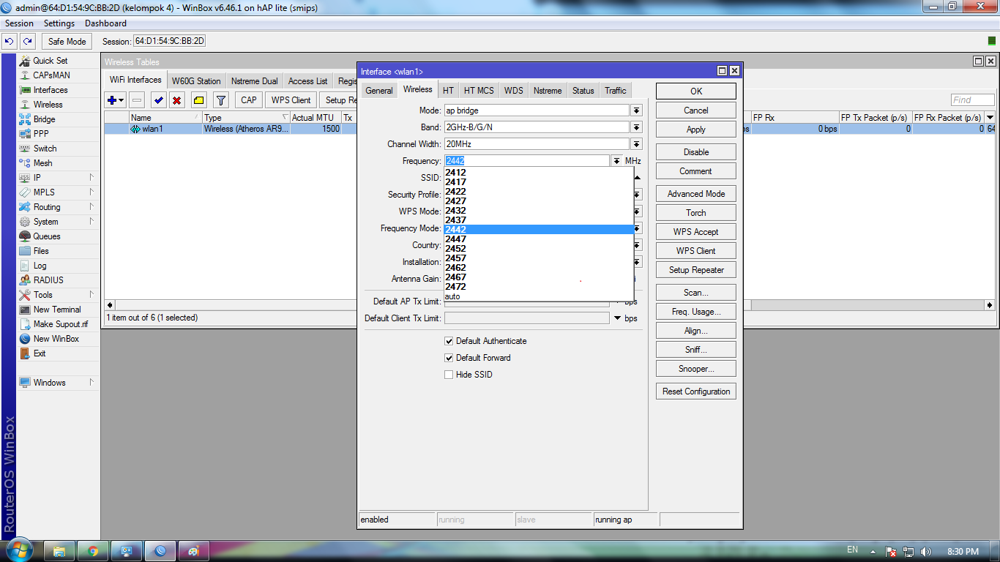 admin@64:D1:54:9C:BB:2D (kelompok 4) - WinBox v6.46.1 on hAP lite (smips)
Session Settings Dashboard
Safe Mode Session: 64:D1:54:9C:BB:2D
Quick Set
CAPsMAN
Interfaces
Wireless
Bridge
PPP
Switch
Mesh
IP
MPLS
Routing
System
Queues
Files
Log
RADIUS
Tools
New Terminal
Make Supout.rif
New WinBox
Exit
Windows
RouterOS WinBox
Wireless Tables
WiFi Interfaces W60G Station Nstreme Dual Access List Regis
CAP WPS Client Setup Re
Find
Name Type Actual MTU Tx FP Rx FP Tx Packet (p/s) FP Rx Packet (p/s)
wlan1 Wireless (Atheros AR9... 1500 ps 0 bps 0 0 64
1 item out of 6 (1 selected)
Interface <wlan1>
General Wireless HT HT MCS WDS Nstreme Status Traffic
Mode: ap bridge
Band: 2GHz-B/G/N
Channel Width: 20MHz
Frequency: 2442 MHz
SSID:
Security Profile:
WPS Mode:
Frequency Mode:
Country:
Installation:
Antenna Gain:
2412
2417
2422
2427
2432
2437
2442
2447
2452
2457
2462
2467
2472
auto
Default AP Tx Limit: bps
Default Client Tx Limit: bps
Default Authenticate
Default Forward
Hide SSID
OK
Cancel
Apply
Disable
Comment
Advanced Mode
Torch
WPS Accept
WPS Client
Setup Repeater
Scan...
Freq. Usage...
Align...
Sniff...
Snooper...
Reset Configuration
enabled running slave running ap
EN 8:30 PM